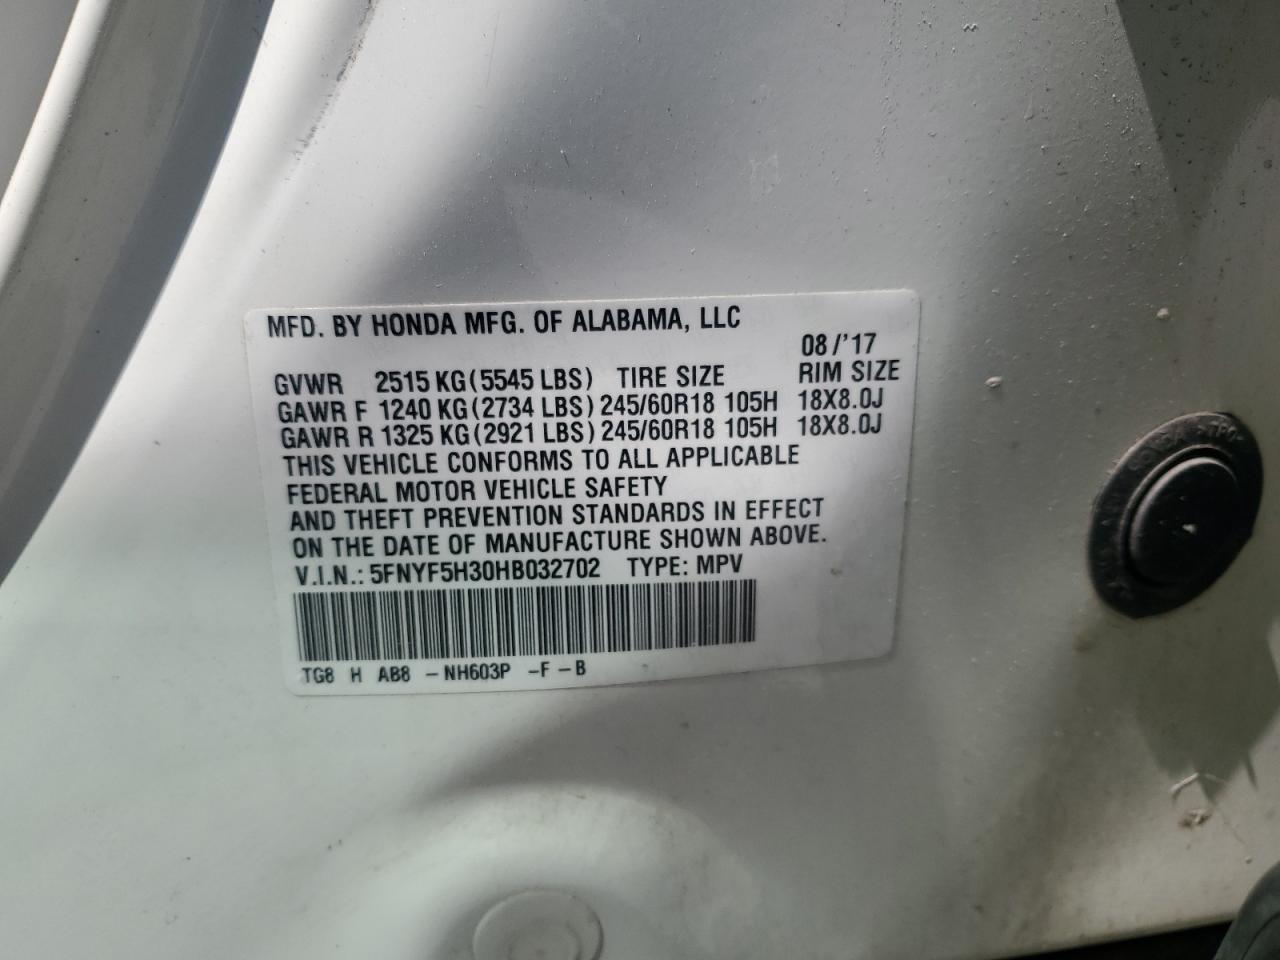 MFD. BY HONDA MFG. OF ALABAMA, LLC
08/'17
GVWR 2515 KG (5545 LBS) TIRE SIZE RIM SIZE
GAWR F 1240 KG (2734 LBS) 245/60R18 105H 18X8.0J
GAWR R 1325 KG (2921 LBS) 245/60R18 105H 18X8.0J
THIS VEHICLE CONFORMS TO ALL APPLICABLE
FEDERAL MOTOR VEHICLE SAFETY
AND THEFT PREVENTION STANDARDS IN EFFECT
ON THE DATE OF MANUFACTURE SHOWN ABOVE.
V.I.N.: 5FNYF5H30HB032702 TYPE: MPV
TG8 H AB8 - NH603P - F - B